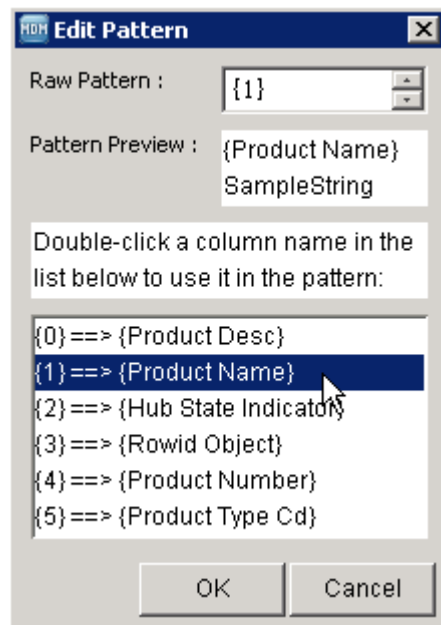 MDM Edit Pattern
Raw Pattern : {1}
Pattern Preview : {Product Name}
SampleString
Double-click a column name in the
list below to use it in the pattern:
{0}==>{Product Desc}
{1}==>{Product Name}
{2}==>{Hub State Indicator}
{3}==>{Rowid Object}
{4}==>{Product Number}
{5}==>{Product Type Cd}
OK Cancel